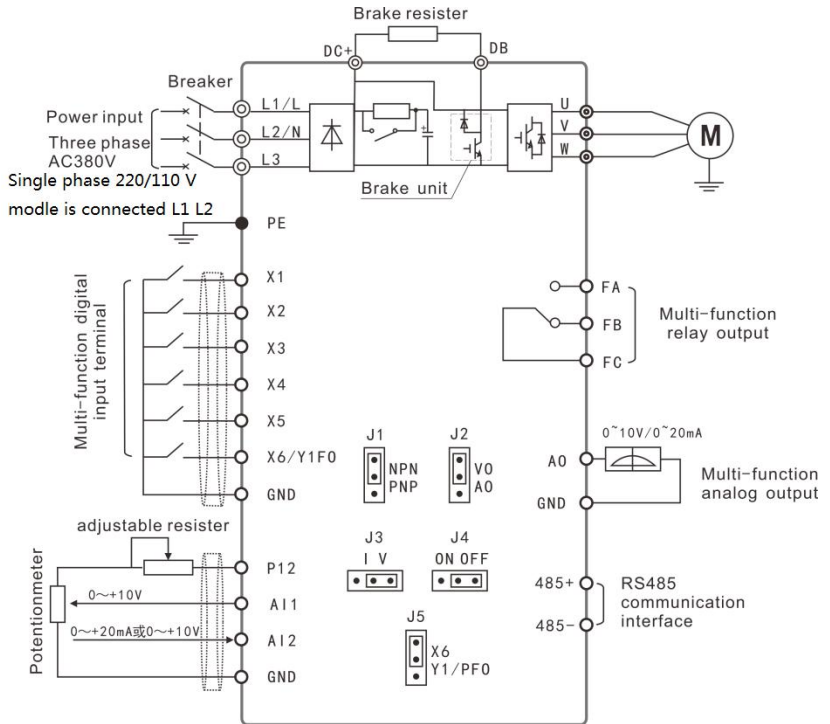 Brake resister
DC+
DB
Breaker
L1/L
L2/N
L3
Power input
Three phase
AC380V
Single phase 220/110 V
modle is connected L1 L2
Brake unit
U
V
W
M
PE
Multi-function digital
input terminal
X1
X2
X3
X4
X5
X6/Y1FO
GND
FA
FB
FC
Multi-function
relay output
J1
NPN
PNP
J2
VO
AO
0~10V/0~20mA
AO
GND
Multi-function
analog output
adjustable resister
Potentionmeter
P12
0～+10V
AI1
0～+20mA或0～+10V
AI2
GND
J3
I V
J4
ON OFF
J5
X6
Y1/PFO
485+
485-
RS485
communication
interface